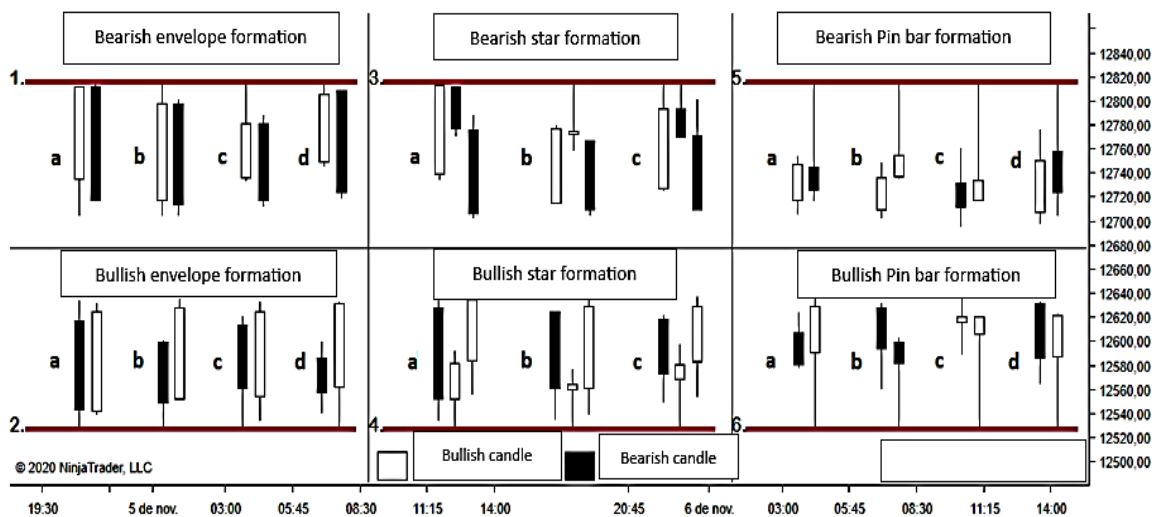 Bearish envelope formation
Bearish star formation
Bearish Pin bar formation
1.
3.
5.
a
b
c
d
a
b
c
a
b
c
d
Bullish envelope formation
Bullish star formation
Bullish Pin bar formation
a
b
c
d
a
b
c
a
b
c
d
2.
4.
6.
© 2020 NinjaTrader, LLC
Bullish candle
Bearish candle
12840,00
12820,00
12800,00
12780,00
12760,00
12740,00
12720,00
12700,00
12680,00
12660,00
12640,00
12620,00
12600,00
12580,00
12560,00
12540,00
12520,00
12500,00
19:30
5 de nov.
03:00
05:45
08:30
11:15
14:00
20:45
6 de nov.
03:00
05:45
08:30
11:15
14:00